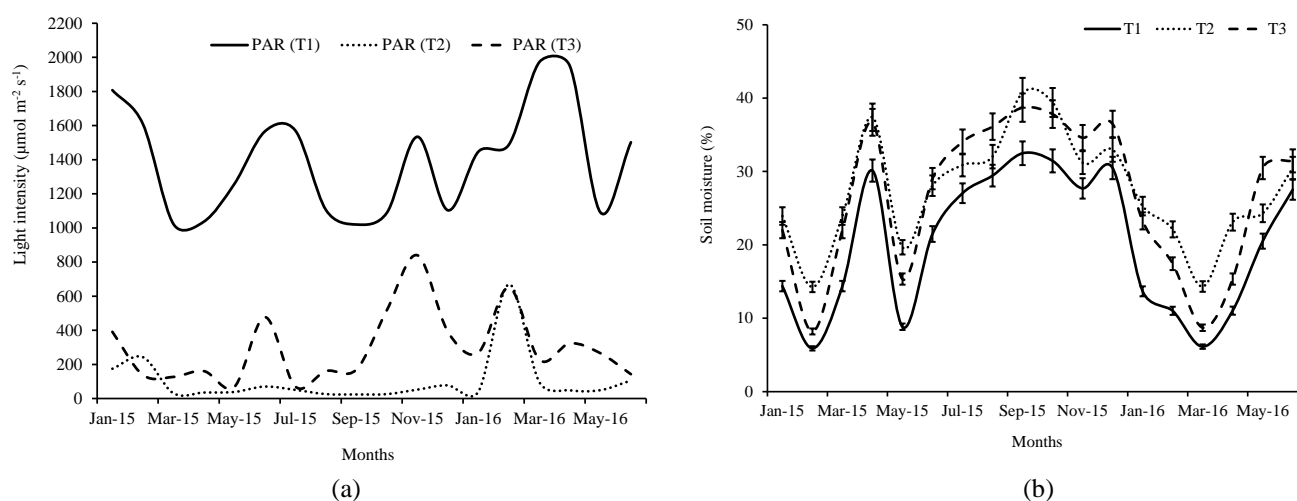 2200
2000
1800
1600
1400
1200
1000
800
600
400
200
0
Light intensity (µmol m⁻² s⁻¹)
PAR (T1) PAR (T2) PAR (T3)
Jan-15 Mar-15 May-15 Jul-15 Sep-15 Nov-15 Jan-16 Mar-16 May-16
Months
(a)
50
40
30
20
10
0
Soil moisture (%)
T1 T2 T3
Jan-15 Mar-15 May-15 Jul-15 Sep-15 Nov-15 Jan-16 Mar-16 May-16
Months
(b)